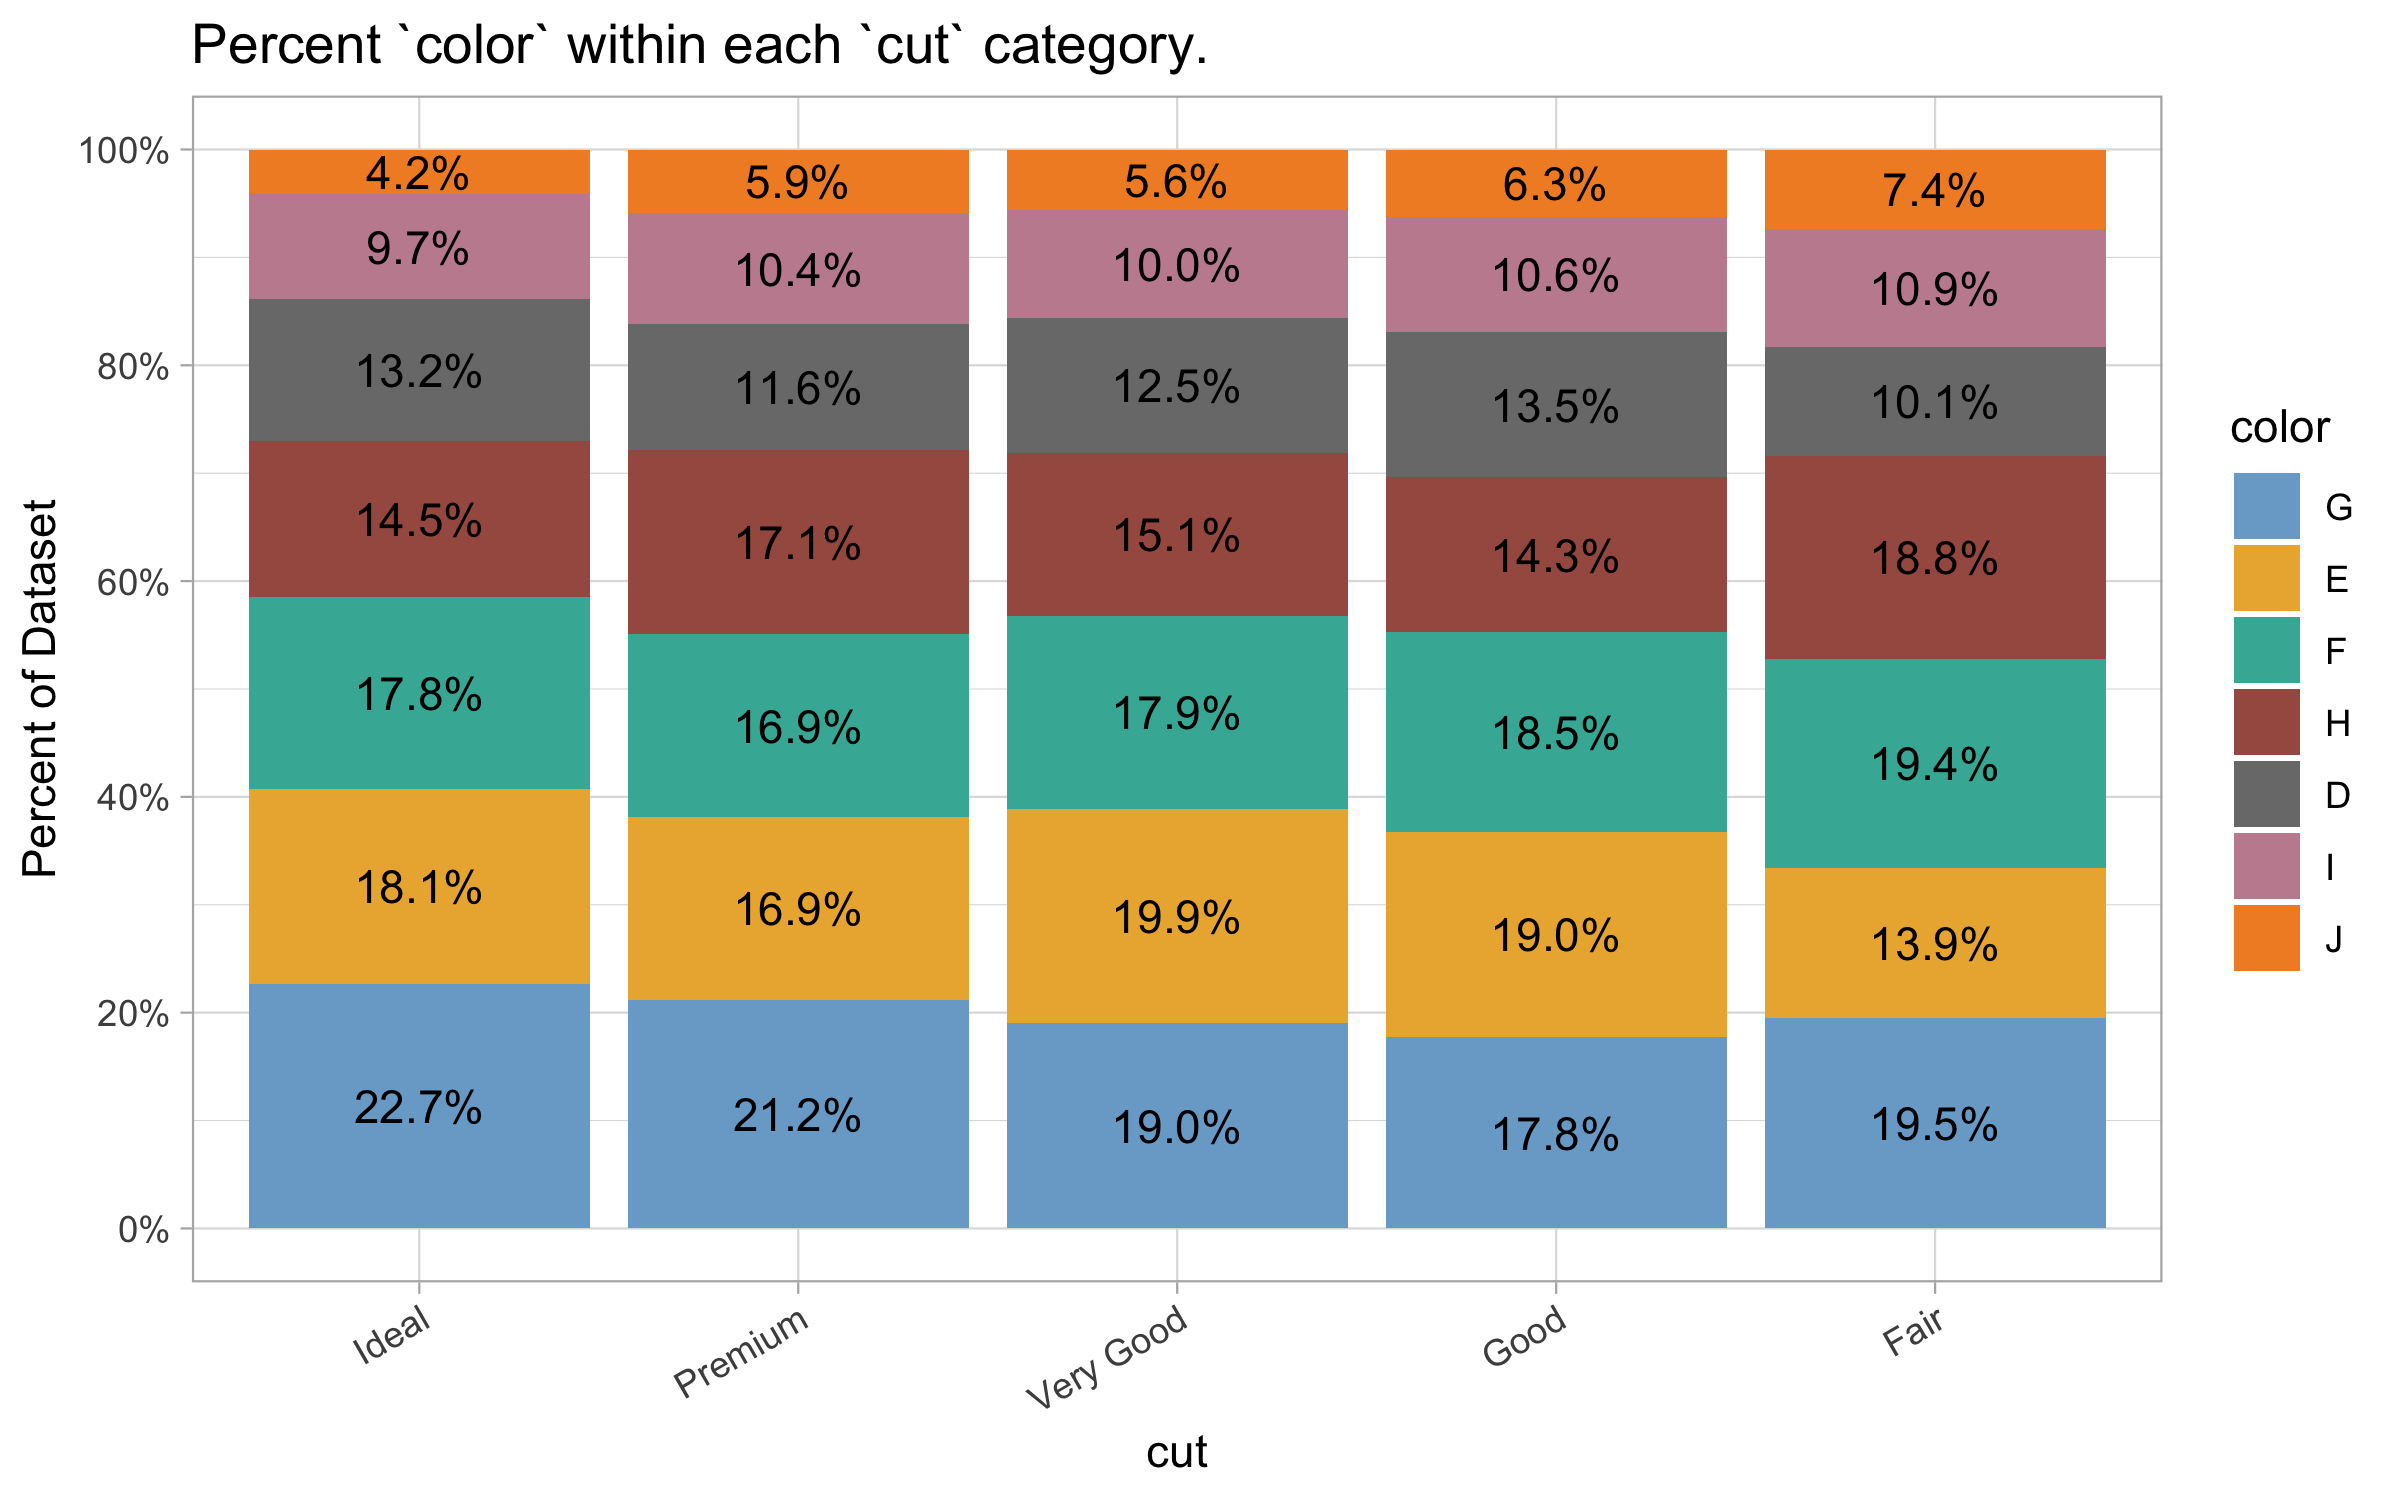 Percent `color` within each `cut` category.
Percent of Dataset
100%
80%
60%
40%
20%
0%
4.2% 5.9% 5.6% 6.3% 7.4%
9.7% 10.4% 10.0% 10.6% 10.9%
13.2% 11.6% 12.5% 13.5% 10.1%
14.5% 17.1% 15.1% 14.3% 18.8%
17.8% 16.9% 17.9% 18.5% 19.4%
18.1% 16.9% 19.9% 19.0% 13.9%
22.7% 21.2% 19.0% 17.8% 19.5%
Ideal Premium Very Good Good Fair
cut
color
G
E
F
H
D
I
J